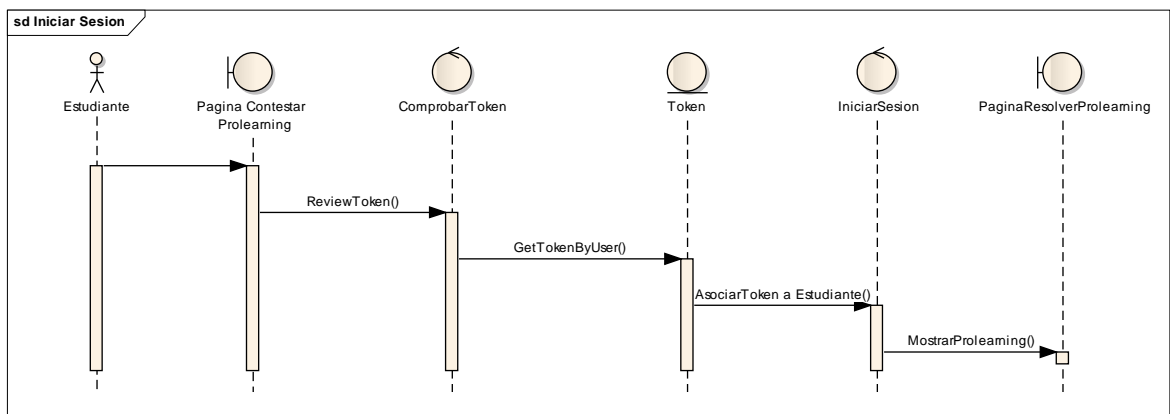 sd Iniciar Sesion
Estudiante
Pagina Contestar
Prolearning
ComprobarToken
Token
IniciarSesion
PaginaResolverProlearning
ReviewToken()
GetTokenByUser()
AsociarToken a Estudiante()
MostrarProlearning()